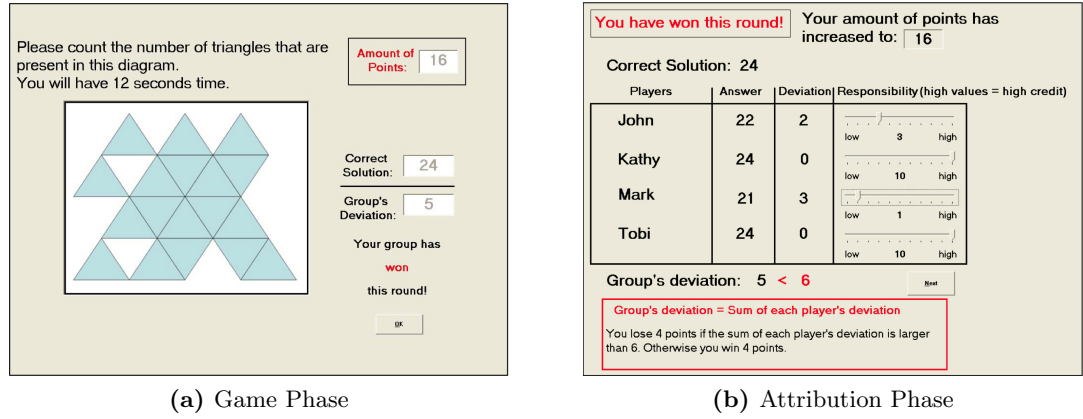 Please count the number of triangles that are
present in this diagram.
You will have 12 seconds time.
Amount of
Points: 16
Correct
Solution: 24
Group's
Deviation: 5
Your group has
won
this round!
OK
(a) Game Phase
You have won this round! Your amount of points has
increased to: 16
Correct Solution: 24
Players Answer Deviation Responsibility (high values = high credit)
John 22 2
low 3 high
Kathy 24 0
low 10 high
Mark 21 3
low 1 high
Tobi 24 0
low 10 high
Group's deviation: 5 < 6
Next
Group's deviation = Sum of each player's deviation
You lose 4 points if the sum of each player's deviation is larger
than 6. Otherwise you win 4 points.
(b) Attribution Phase